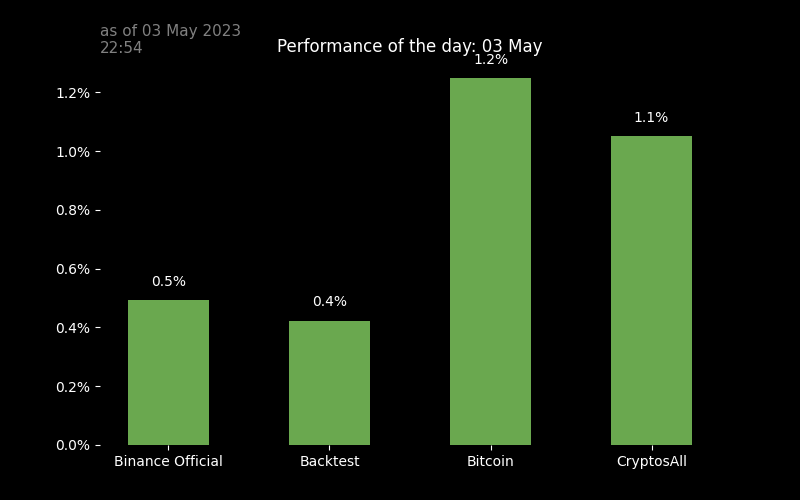 as of 03 May 2023
22:54
Performance of the day: 03 May
1.2%
1.2%
1.1%
1.0%
0.8%
0.6%
0.5%
0.4%
0.4%
0.2%
0.0%
Binance Official
Backtest
Bitcoin
CryptosAll